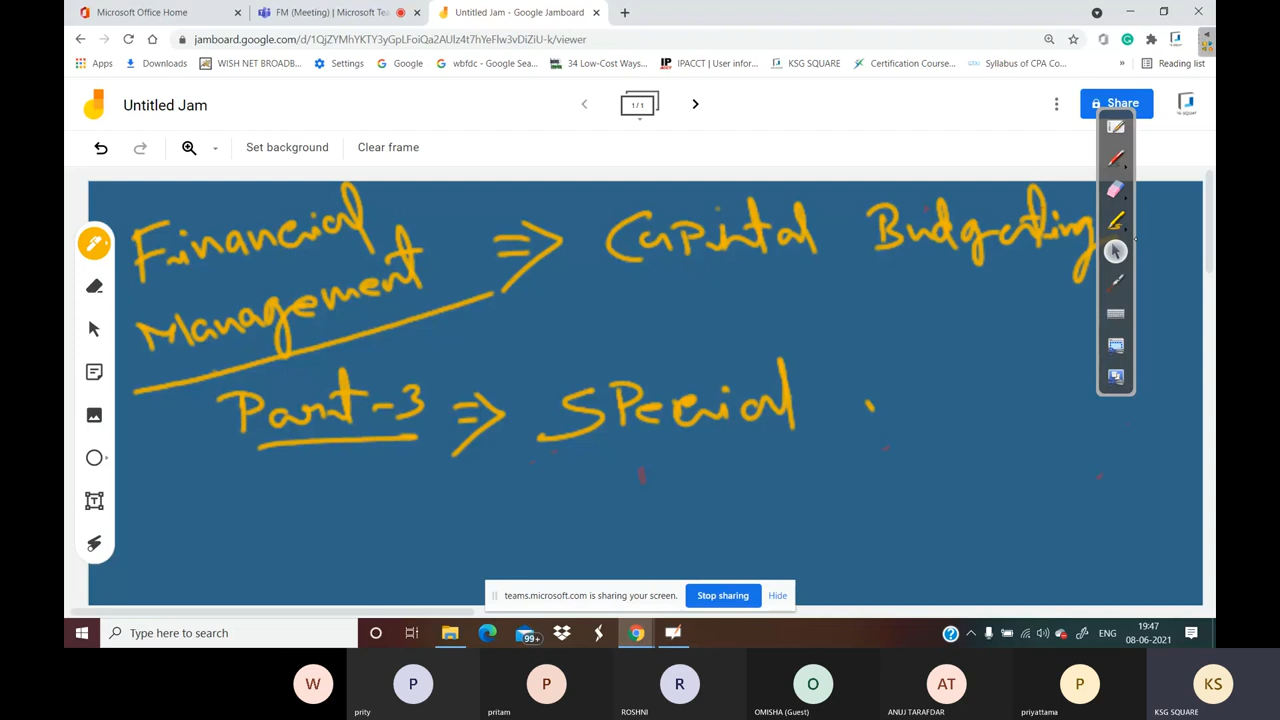 Microsoft Office Home
FM (Meeting) | Microsoft Tea
Untitled Jam - Google Jamboard
jamboard.google.com/d/1QjZYMhYKTY3yGpLFoiQa2AUlz4t7hYeFlw3vDiZiU-k/viewer
Apps
Downloads
WISH NET BROADB...
Settings
Google
wbfdc - Google Sea...
34 Low-Cost Ways...
IP IPACCT | User infor...
KSG SQUARE
Certification Course...
Syllabus of CPA Co...
»
Reading list
Untitled Jam
1/1
Share
Set background
Clear frame
Financial ⇒ Capital Budgeting
Management
Part-3 ⇒ Special
teams.microsoft.com is sharing your screen.
Stop sharing
Hide
Type here to search
99+
ENG
19:47
08-06-2021
W
P
P
R
O
AT
P
KS
prity
pritam
ROSHNI
OMISHA (Guest)
ANUJ TARAFDAR
priyattama
KSG SQUARE